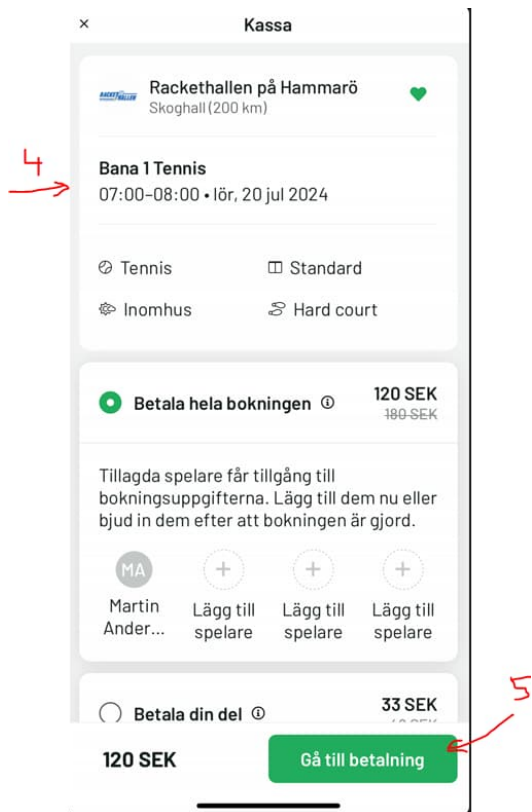 × Kassa
RACKETHALLEN
Rackethallen på Hammarö
Skoghall (200 km)
4
Bana 1 Tennis
07:00–08:00 • lör, 20 jul 2024
Tennis Standard
Inomhus Hard court
Betala hela bokningen 120 SEK
180 SEK
Tillagda spelare får tillgång till
bokningsuppgifterna. Lägg till dem nu eller
bjud in dem efter att bokningen är gjord.
MA + + +
Martin Lägg till Lägg till Lägg till
Ander... spelare spelare spelare
5
Betala din del 33 SEK
120 SEK Gå till betalning